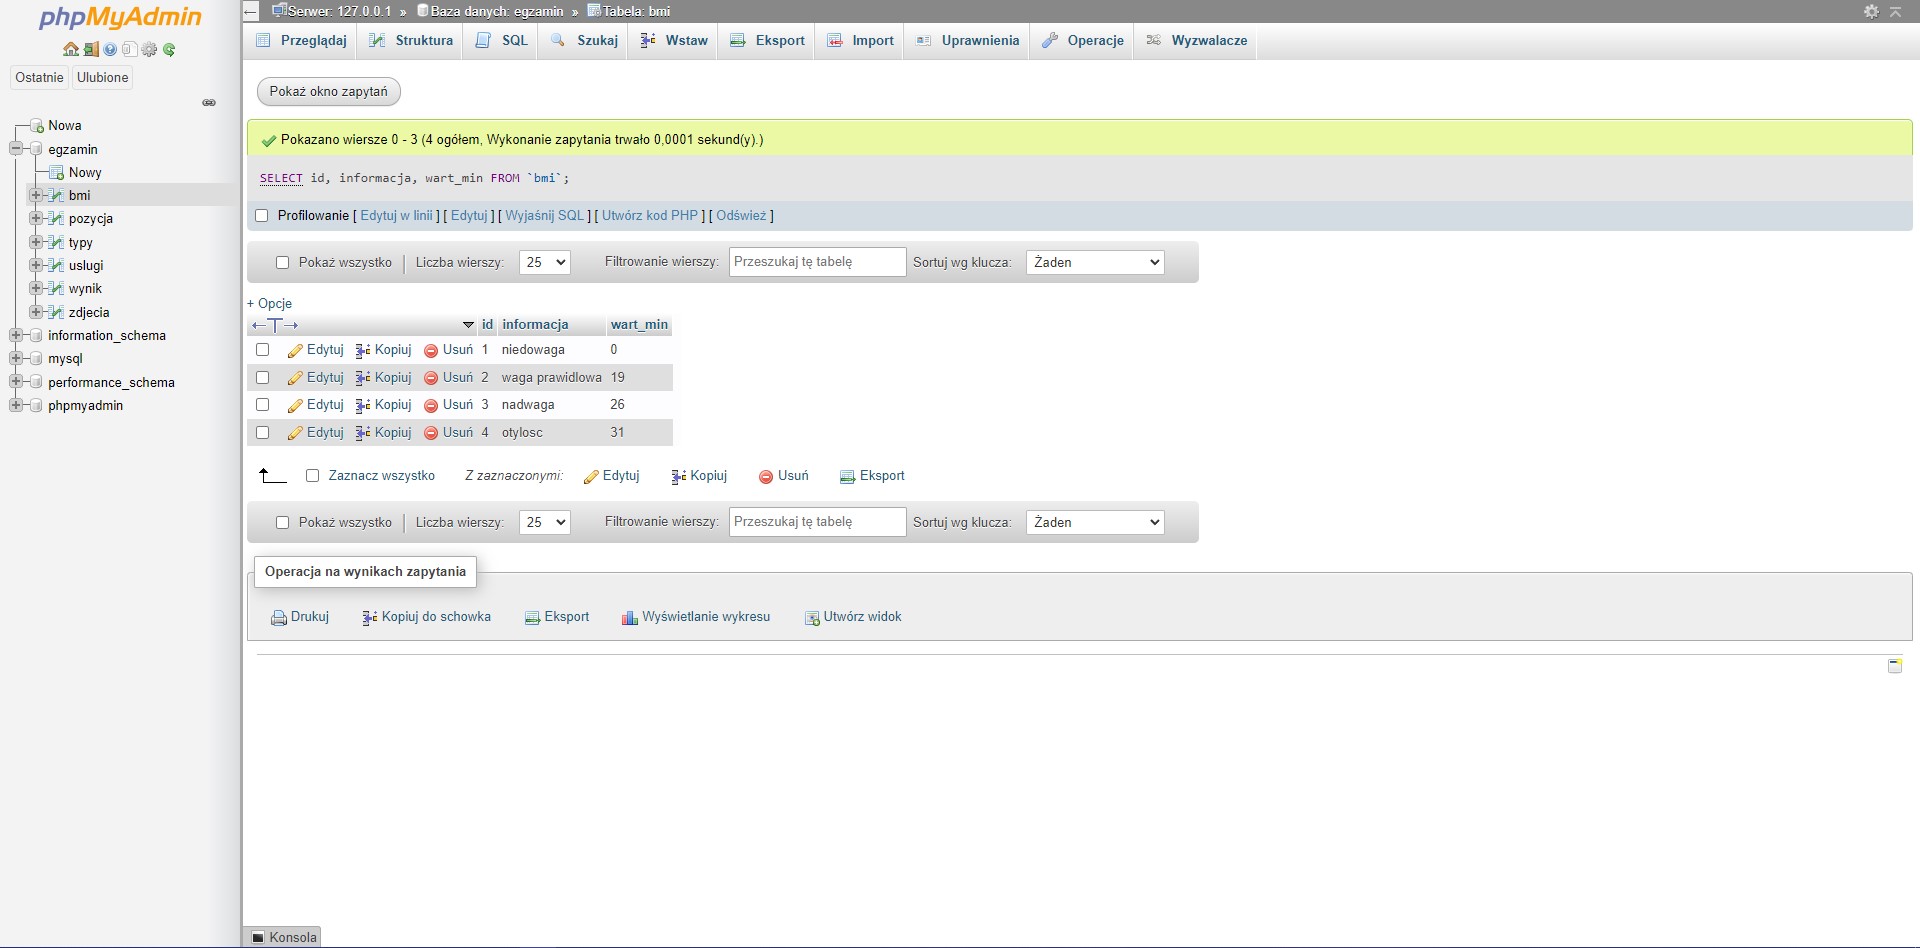 phpMyAdmin
Ostatnie Ulubione
Nowa
egzamin
Nowy
bmi
pozycja
typy
uslugi
wynik
zdjecia
information_schema
mysql
performance_schema
phpmyadmin
Serwer: 127.0.0.1 » Baza danych: egzamin » Tabela: bmi
Przeglądaj Struktura SQL Szukaj Wstaw Eksport Import Uprawnienia Operacje Wyzwalacze
Pokaż okno zapytań
Pokazano wiersze 0 - 3 (4 ogółem, Wykonanie zapytania trwało 0,0001 sekund(y).)
SELECT id, informacja, wart_min FROM `bmi`;
Profilowanie [ Edytuj w linii ] [ Edytuj ] [ Wyjaśnij SQL ] [ Utwórz kod PHP ] [ Odśwież ]
Pokaż wszystko | Liczba wierszy: 25 Filtrowanie wierszy: Przeszukaj tę tabelę Sortuj wg klucza: Żaden
+ Opcje
←T→ id informacja wart_min
Edytuj Kopiuj Usuń 1 niedowaga 0
Edytuj Kopiuj Usuń 2 waga prawidlowa 19
Edytuj Kopiuj Usuń 3 nadwaga 26
Edytuj Kopiuj Usuń 4 otylosc 31
Zaznacz wszystko Z zaznaczonymi: Edytuj Kopiuj Usuń Eksport
Pokaż wszystko | Liczba wierszy: 25 Filtrowanie wierszy: Przeszukaj tę tabelę Sortuj wg klucza: Żaden
Operacja na wynikach zapytania
Drukuj Kopiuj do schowka Eksport Wyświetlanie wykresu Utwórz widok
Konsola